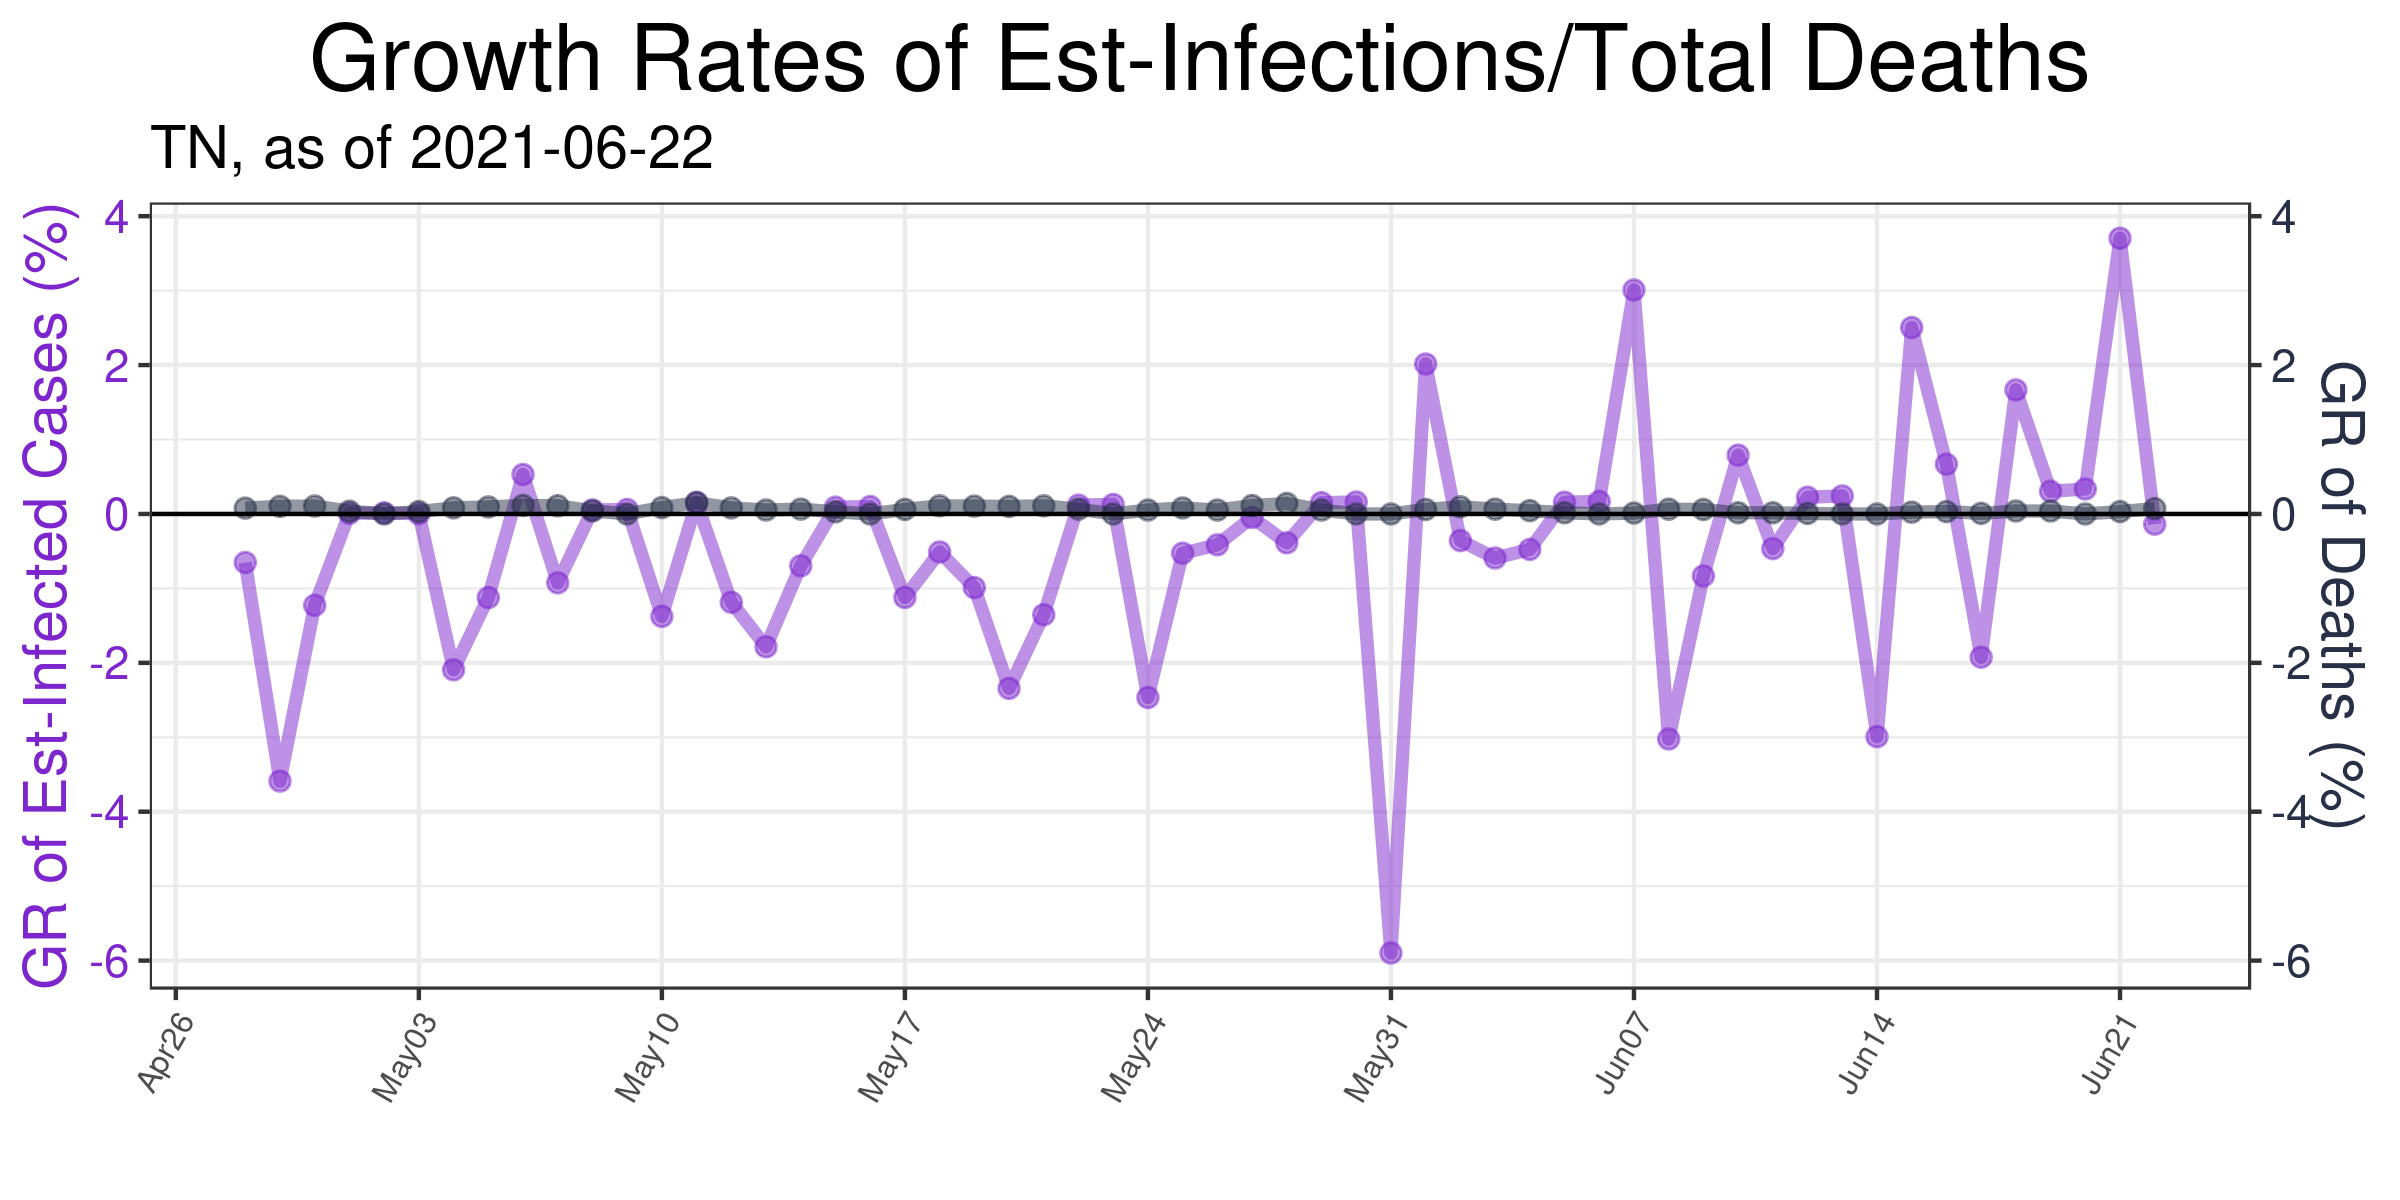 Growth Rates of Est-Infections/Total Deaths
TN, as of 2021-06-22
GR of Est-Infected Cases (%)
4
2
0
-2
-4
-6
4
2
0
-2
-4
-6
GR of Deaths (%)
Apr26
May03
May10
May17
May24
May31
Jun07
Jun14
Jun21